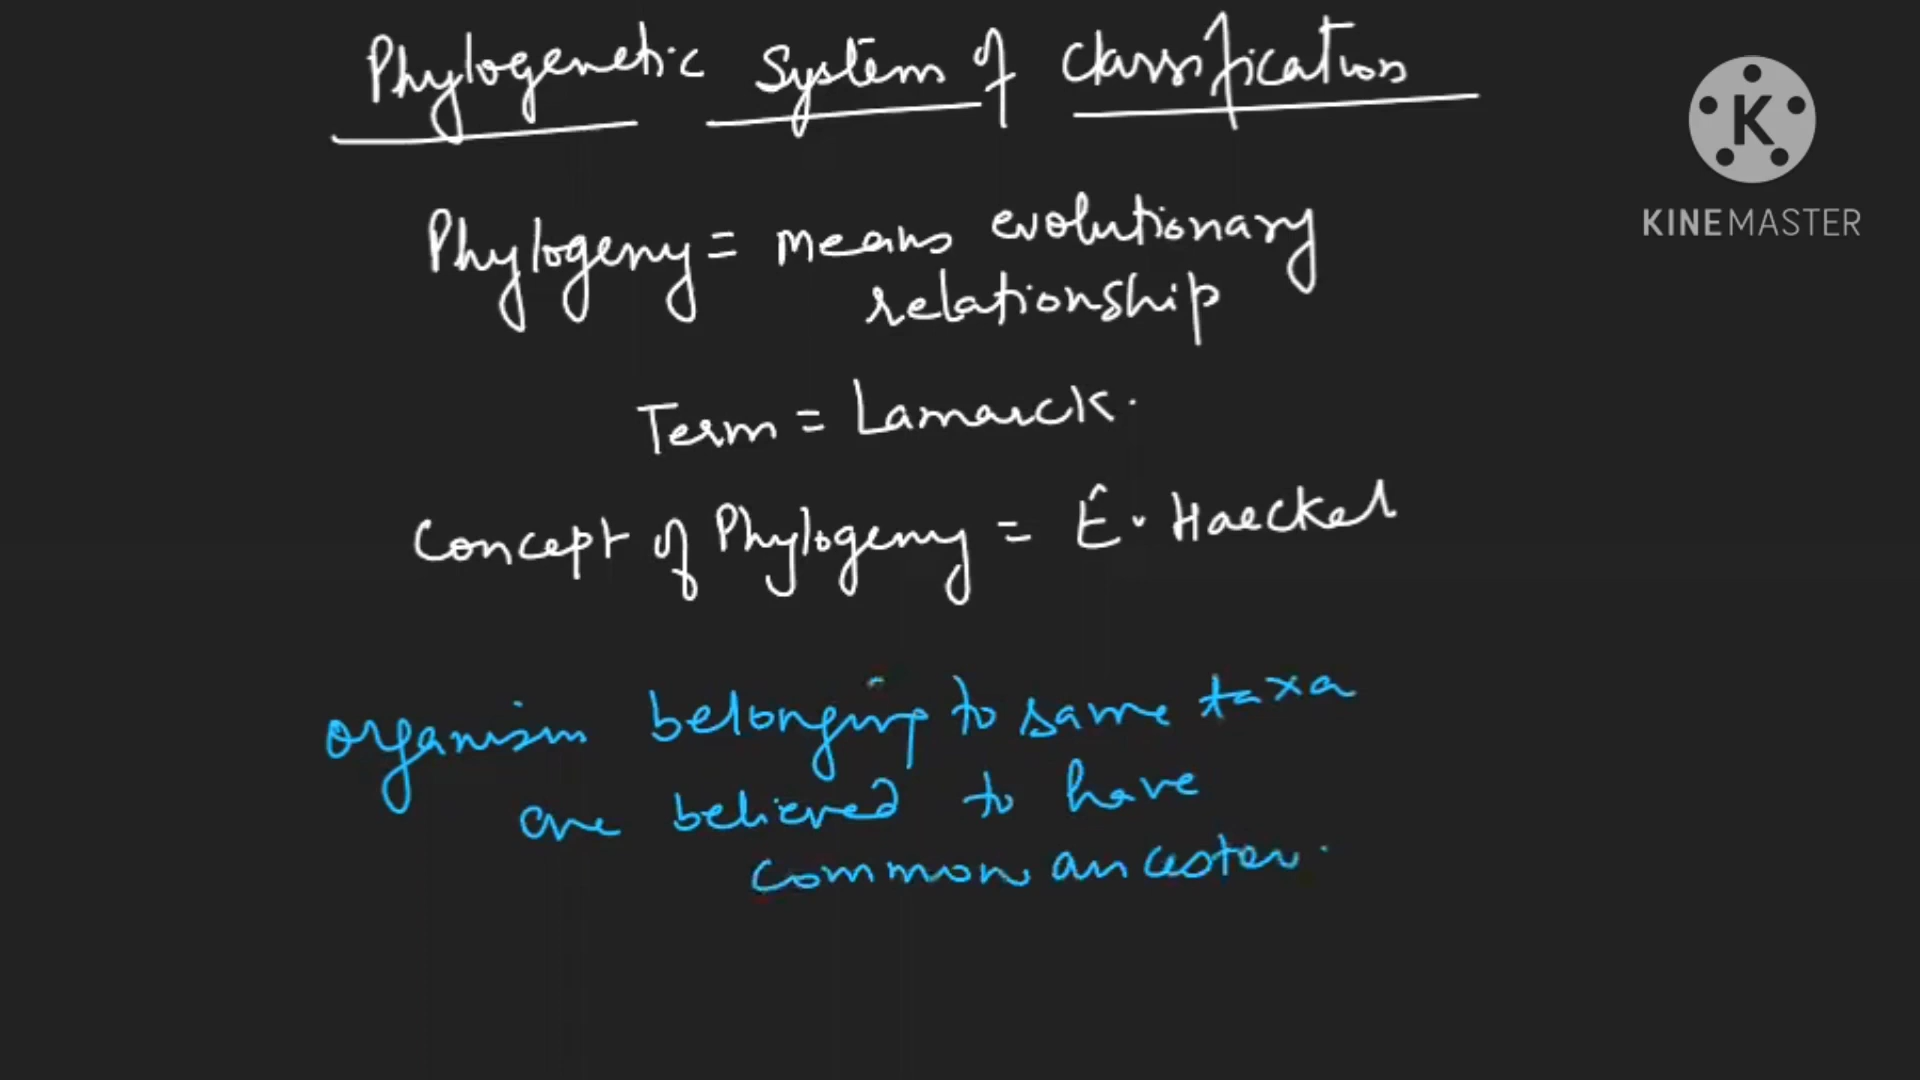 Phylogenetic System of Classification
K
KINEMASTER
Phylogeny = means evolutionary
relationship
Term = Lamarck.
Concept of Phylogeny = E. Haeckel
organism belonging to same taxa
are believed to have
common ancester.